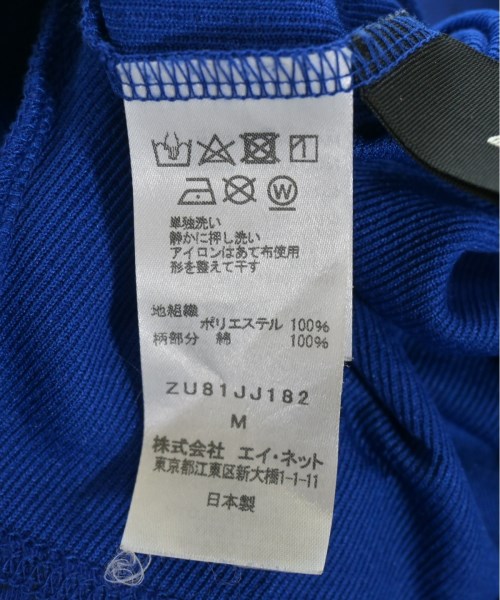 W
単独洗い
静かに押し洗い
アイロンはあて布使用
形を整えて干す
地組織
ポリエステル 100%
柄部分 綿 100%
ZU81JJ182
M
株式会社 エイ・ネット
東京都江東区新大橋1-1-11
日本製